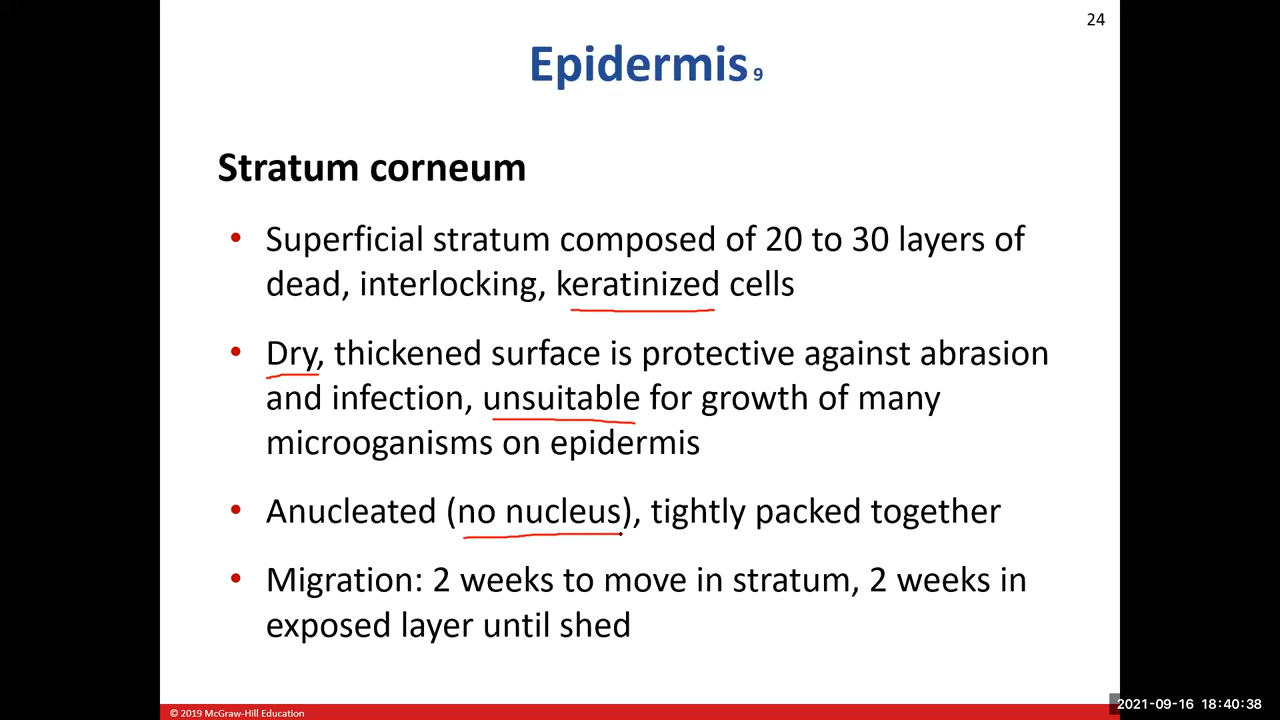 24
Epidermis 9
Stratum corneum
• Superficial stratum composed of 20 to 30 layers of
dead, interlocking, keratinized cells
• Dry, thickened surface is protective against abrasion
and infection, unsuitable for growth of many
microoganisms on epidermis
• Anucleated (no nucleus), tightly packed together
• Migration: 2 weeks to move in stratum, 2 weeks in
exposed layer until shed
© 2019 McGraw-Hill Education
2021-09-16 18:40:38